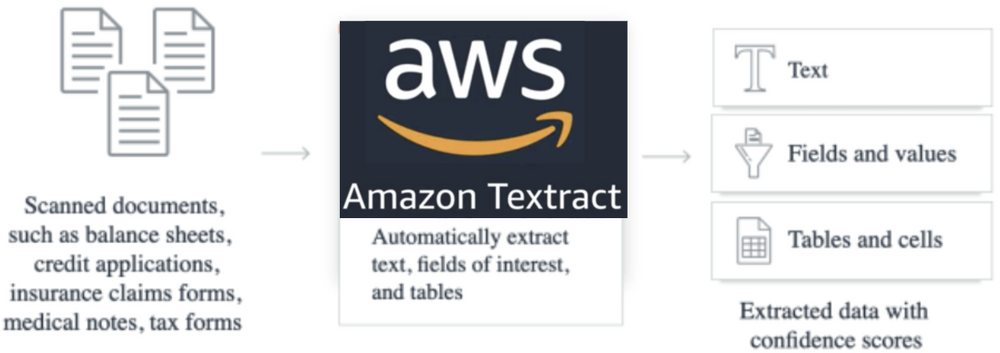 Scanned documents,
such as balance sheets,
credit applications,
insurance claims forms,
medical notes, tax forms
aws
Amazon Textract
Automatically extract
text, fields of interest,
and tables
T Text
Fields and values
Tables and cells
Extracted data with
confidence scores